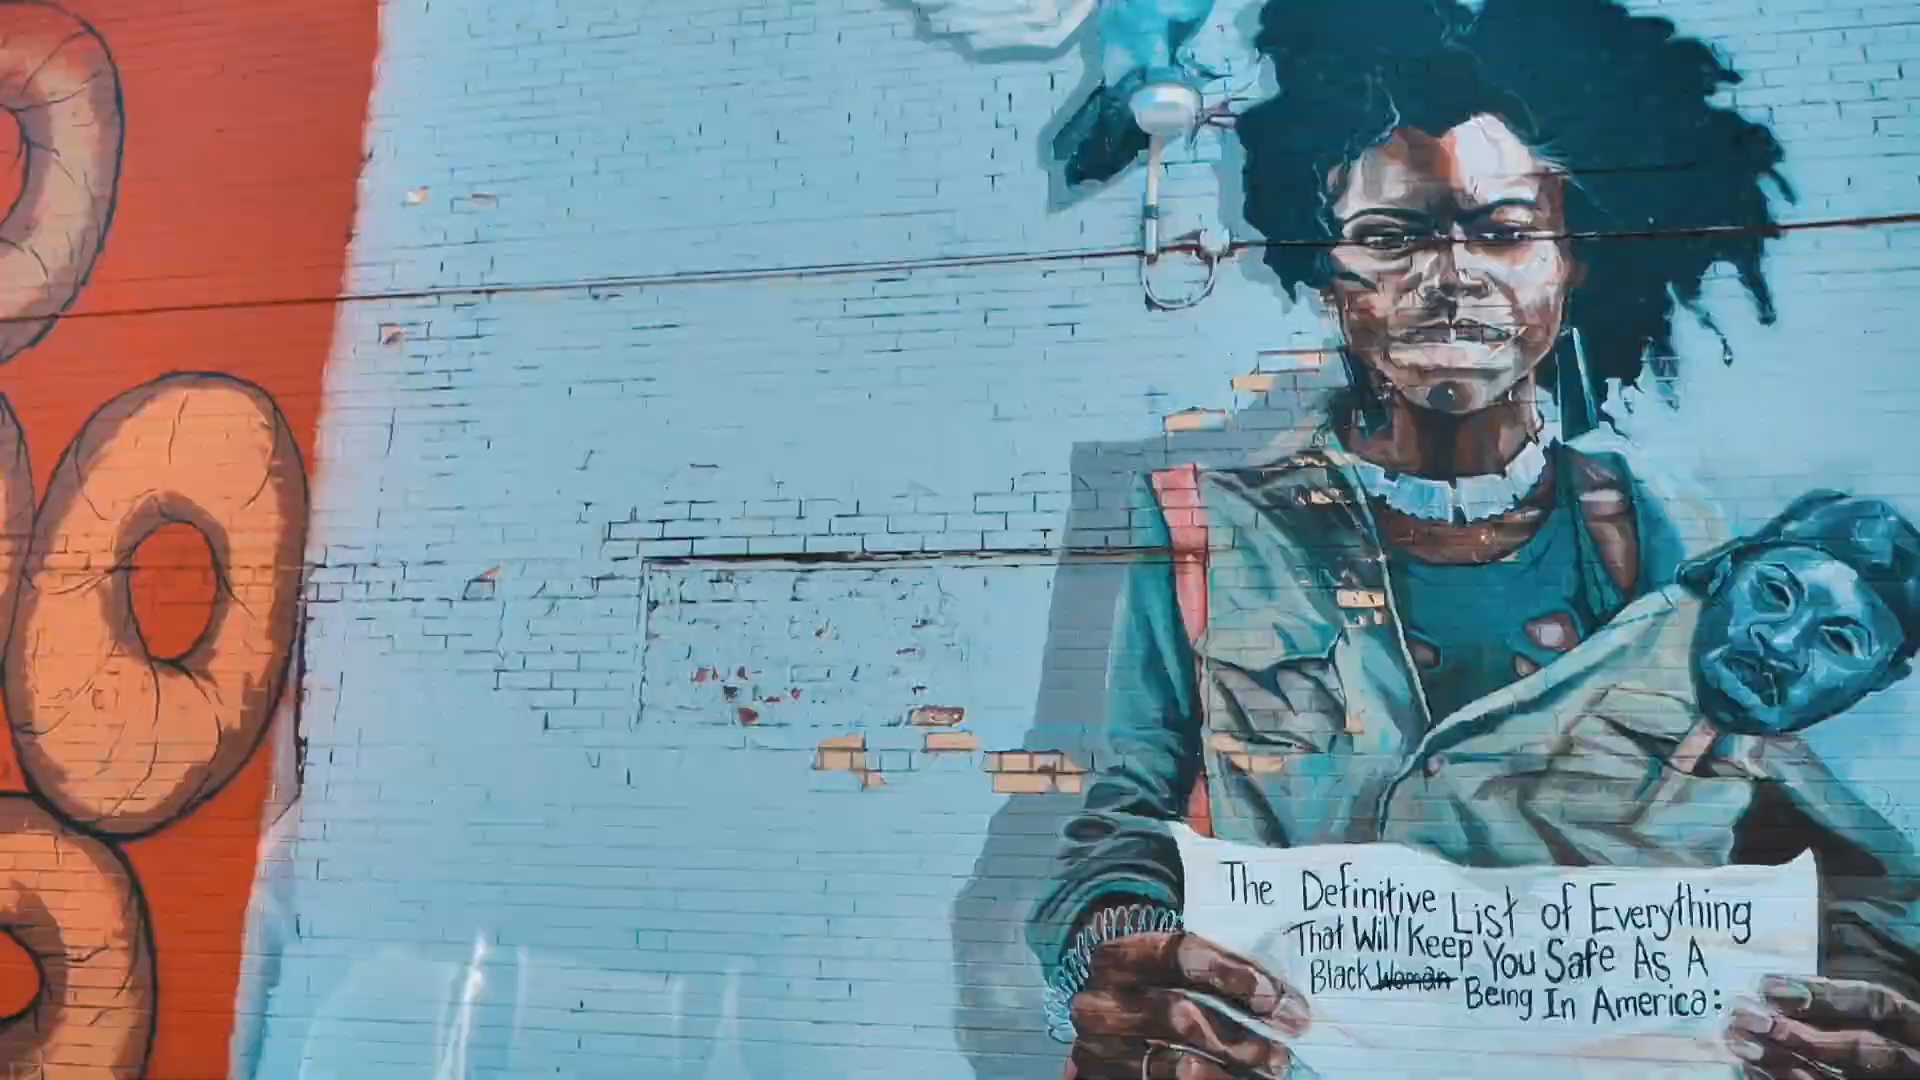 The Definitive List of Everything
That Will Keep You Safe As A
Black Woman Being In America: